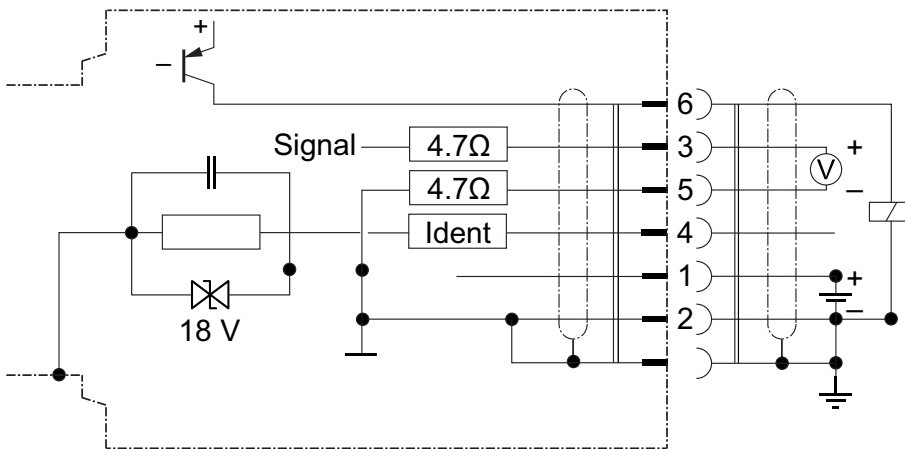 +
−
6
Signal
4.7Ω
3
+
V
4.7Ω
5
−
Ident
4
1
+
18 V
2
−